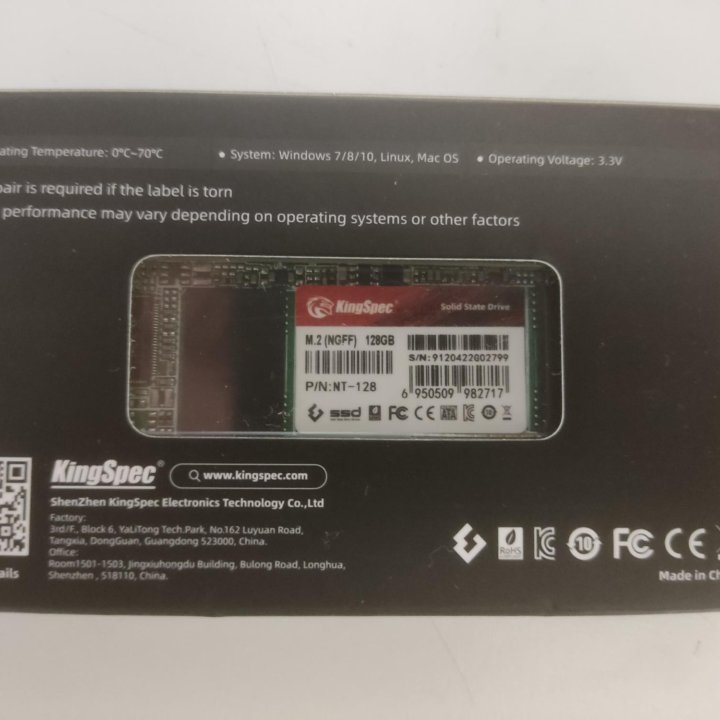 ating Temperature: 0°C~70°C ● System: Windows 7/8/10, Linux, Mac OS ● Operating Voltage: 3.3V
pair is required if the label is torn
performance may vary depending on operating systems or other factors
KingSpec® Solid State Drive
M.2 (NGFF) 128GB
S/N: 9120422G02799
P/N:NT-128
6 950509 982717
ssd FC CE
KingSpec® www.kingspec.com
ShenZhen KingSpec Electronics Technology Co.,Ltd
Factory:
3rd/F., Block 6, YaLiTong Tech.Park, No.162 Luyuan Road,
Tangxia, DongGuan, Guangdong 523000, China.
Office:
Room1501-1503, Jingxiuhongdu Building, Bulong Road, Longhua,
Shenzhen , 518110, China.
RoHS 10 FC CE
ails
Made in Ch